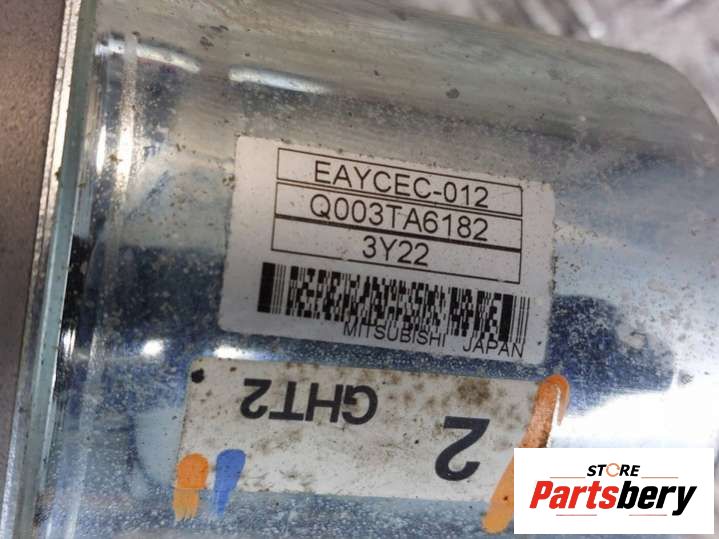 EAYCEC-012
Q003TA6182
3Y22
MITSUBISHI JAPAN
GHT2
2
STORE
Partsbery